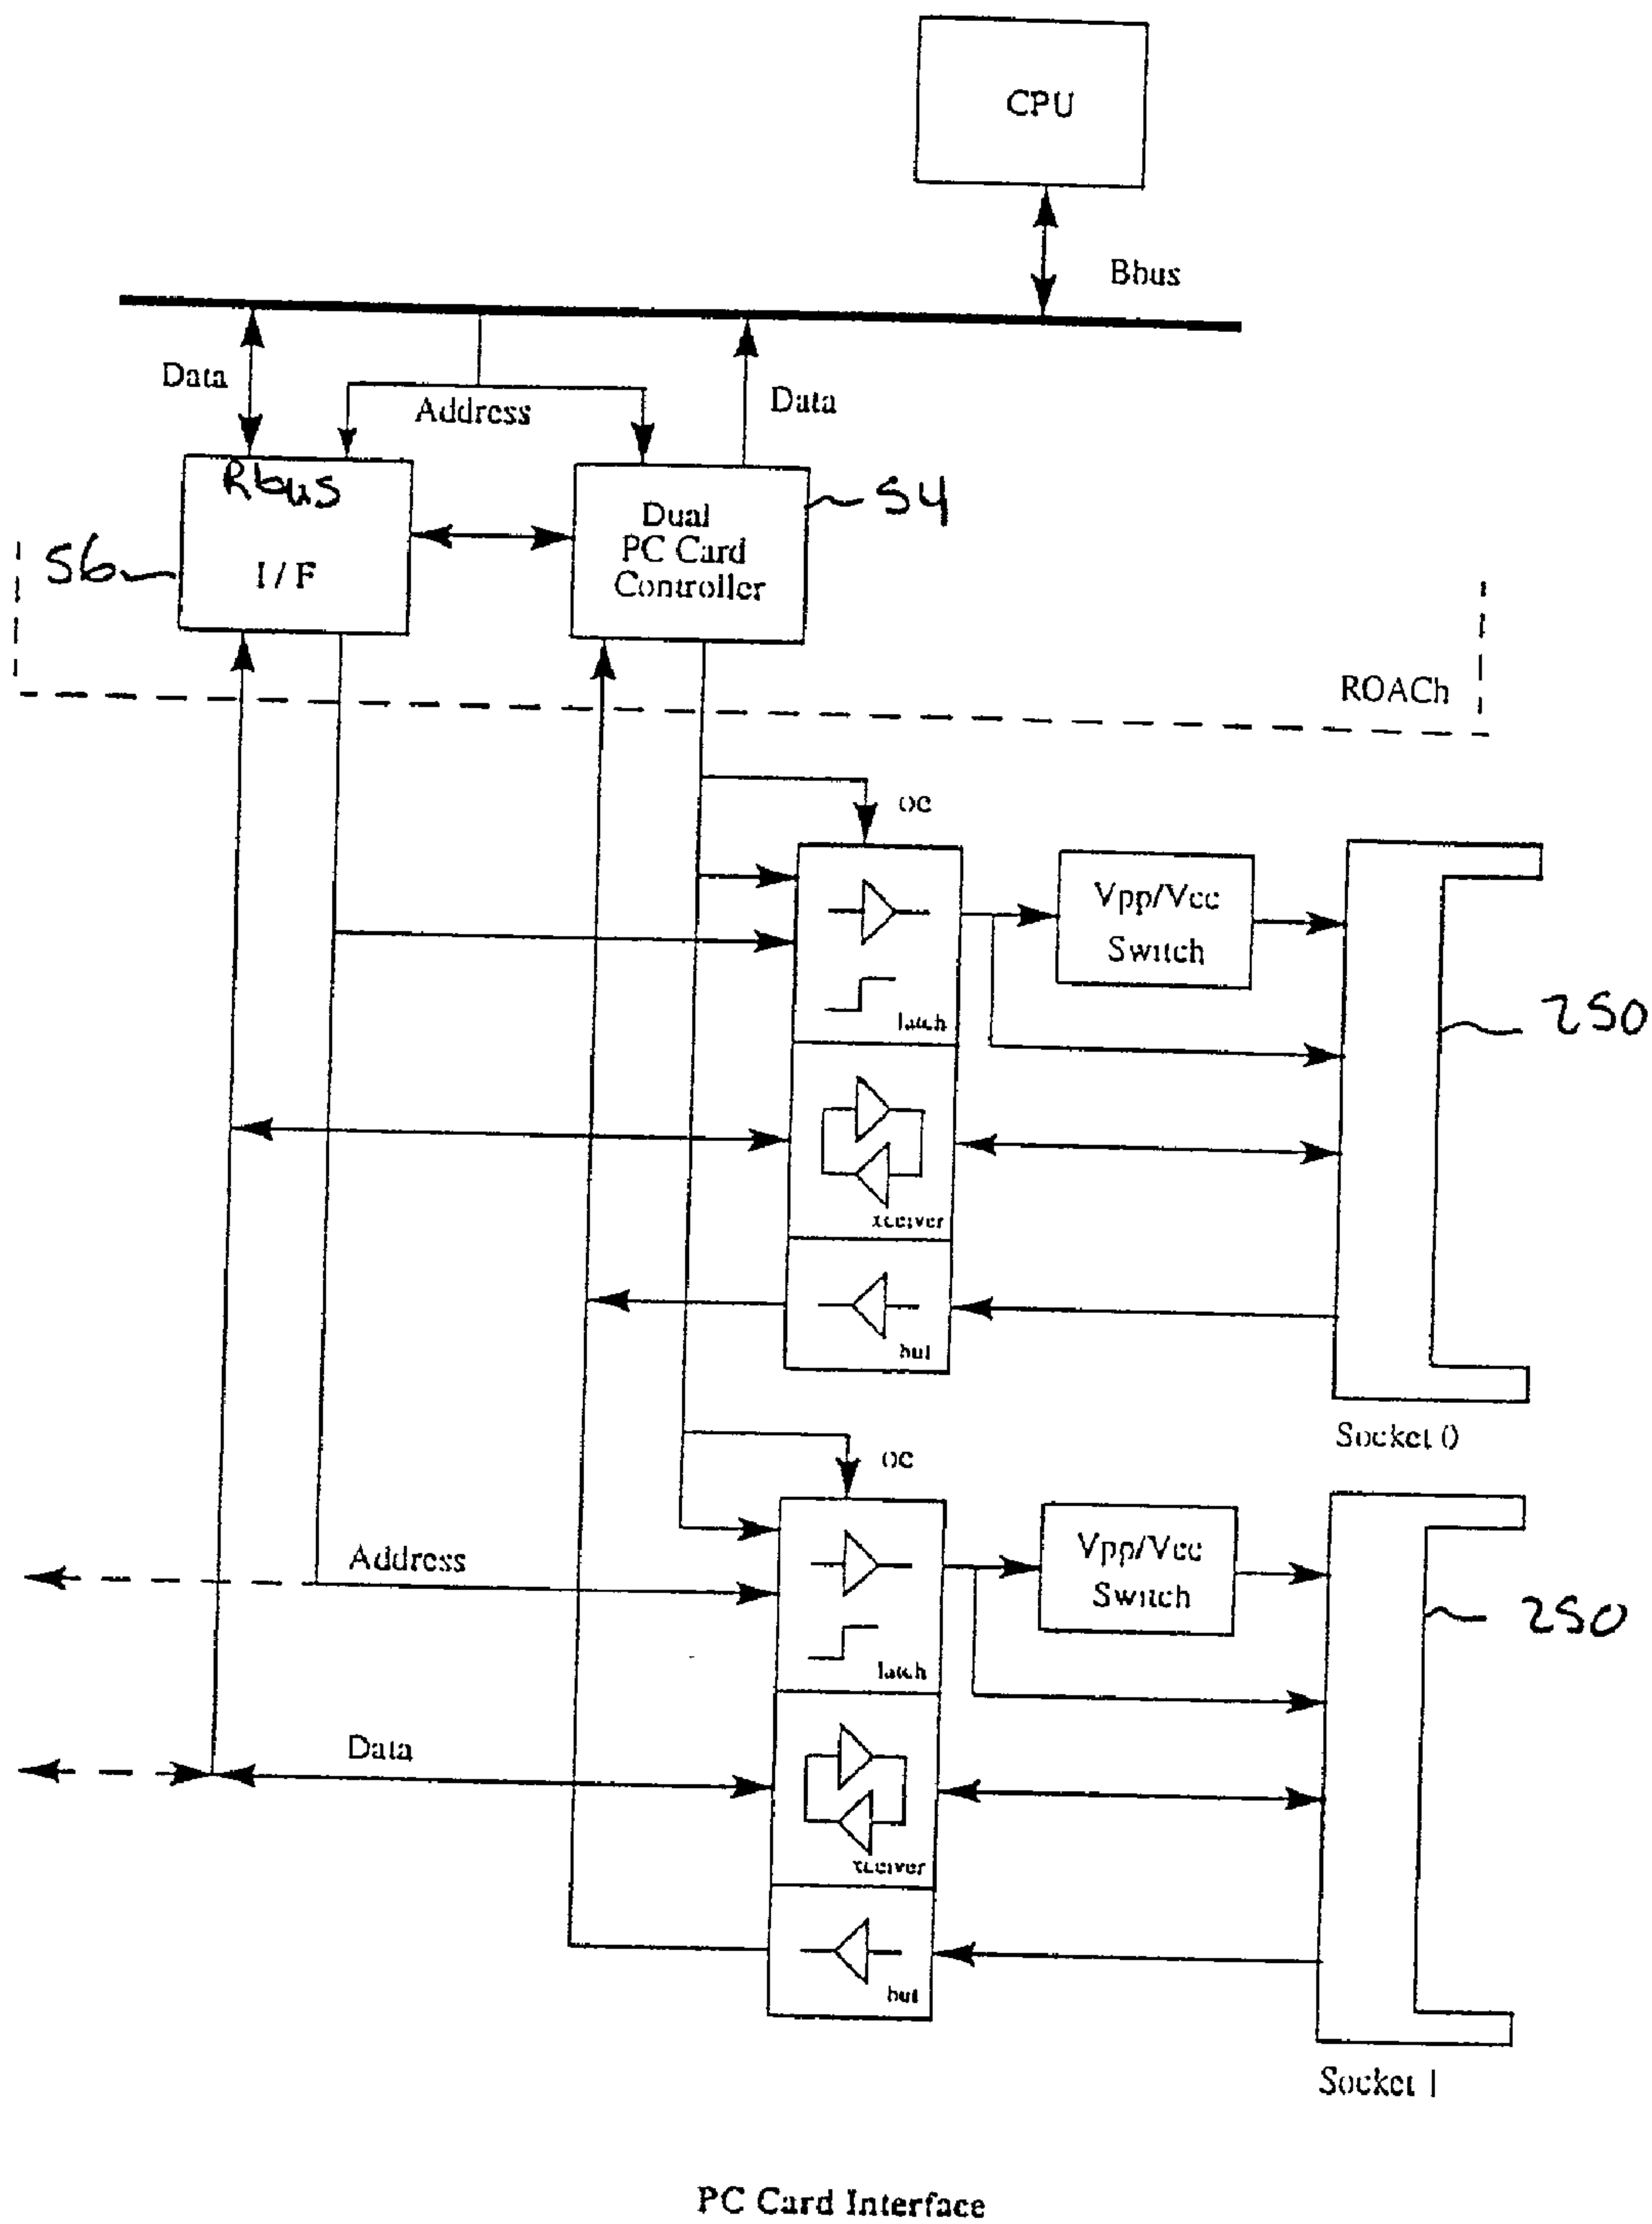 CPU
Bbus
Data
Address
Data
Rbus
I/F
56
Dual
PC Card
Controller
54
ROACh
oe
Vpp/Vcc
Switch
latch
250
xceiver
buf
Socket 0
oe
Vpp/Vcc
Switch
Address
latch
250
Data
xceiver
buf
Socket 1
PC Card Interface